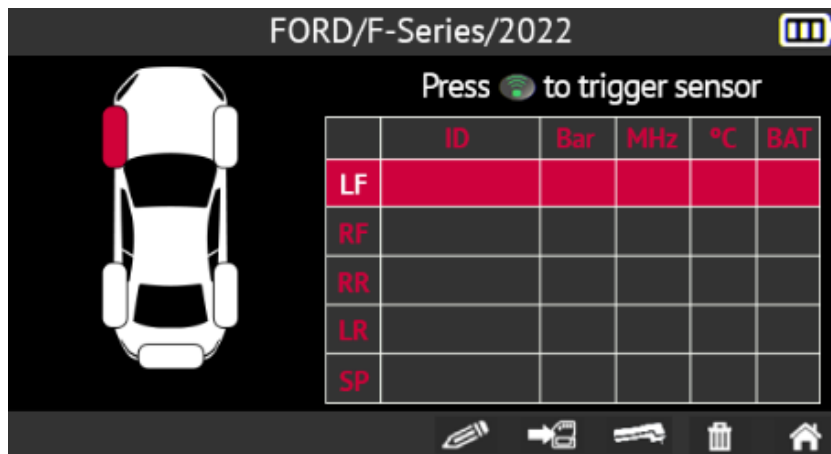 FORD/F-Series/2022
Press to trigger sensor
ID Bar MHz °C BAT
LF
RF
RR
LR
SP